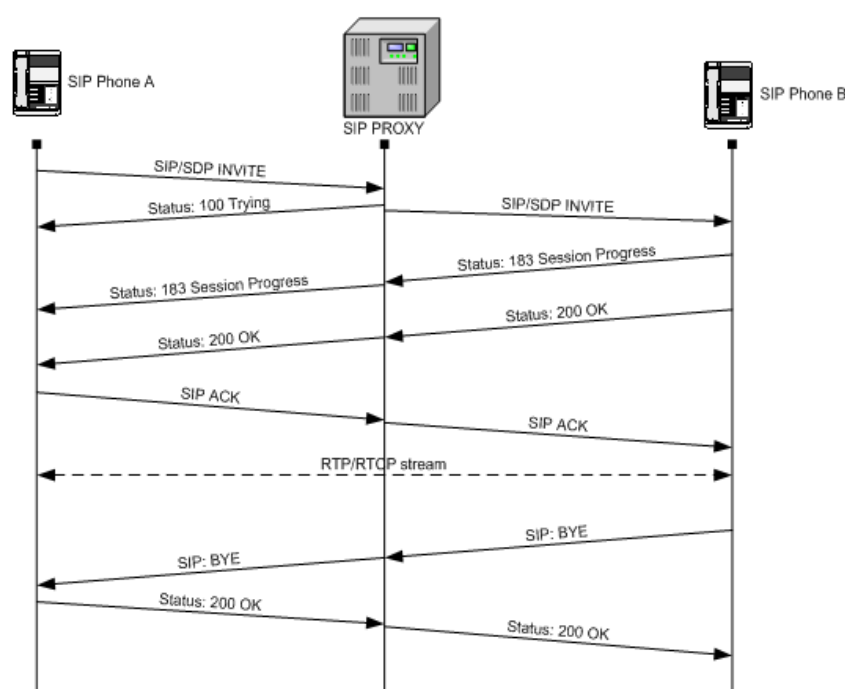 SIP Phone A
SIP PROXY
SIP Phone B
SIP/SDP INVITE
Status: 100 Trying
SIP/SDP INVITE
Status: 183 Session Progress
Status: 183 Session Progress
Status: 200 OK
Status: 200 OK
SIP ACK
SIP ACK
RTP/RTCP stream
SIP: BYE
SIP: BYE
Status: 200 OK
Status: 200 OK